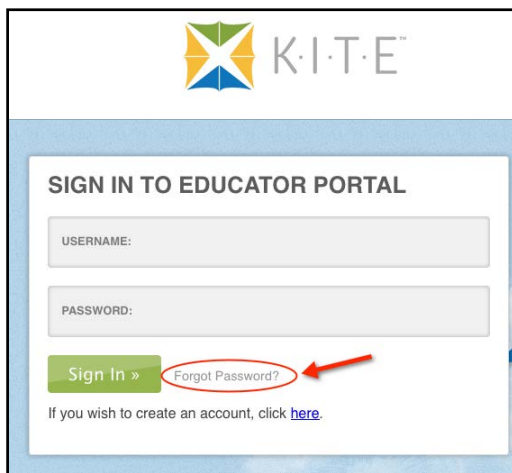 K·I·T·E™
SIGN IN TO EDUCATOR PORTAL
USERNAME:
PASSWORD:
Sign In » Forgot Password?
If you wish to create an account, click here.